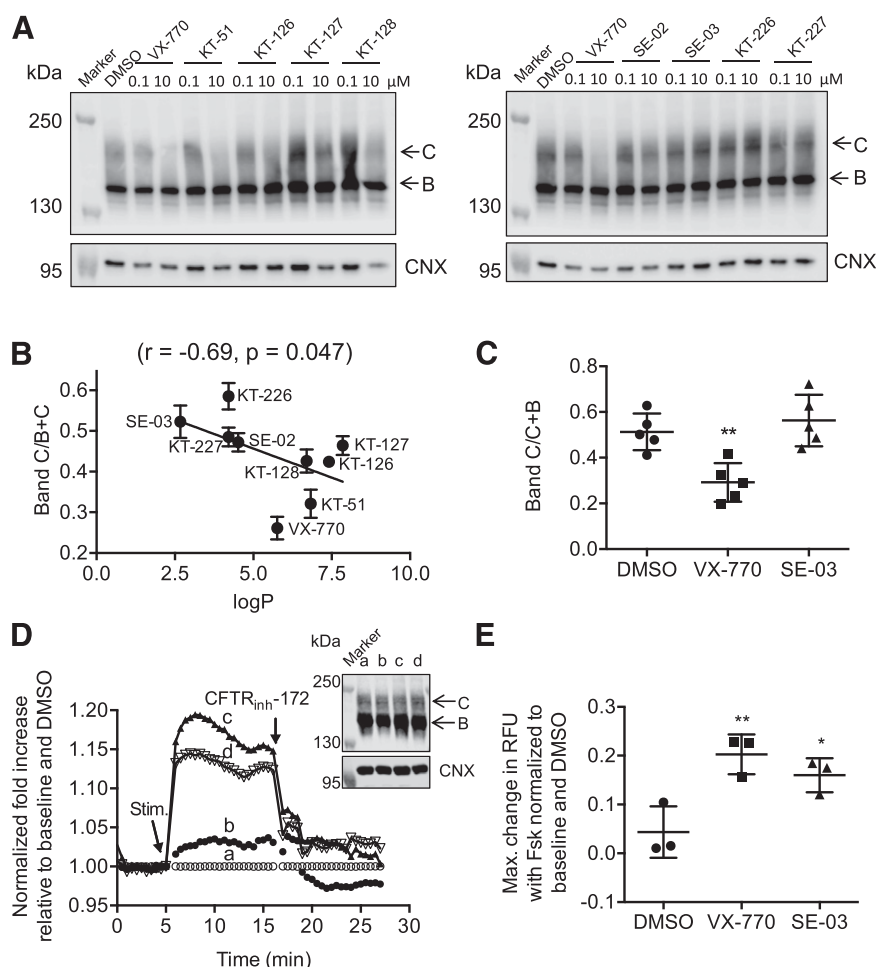 A
kDa
Marker
DMSO
VX-770
KT-51
KT-126
KT-127
KT-128
0.1 10 0.1 10 0.1 10 0.1 10 0.1 10 μM
250
130
95
C
B
CNX
kDa
Marker
DMSO
VX-770
SE-02
SE-03
KT-226
KT-227
0.1 10 0.1 10 0.1 10 0.1 10 0.1 10 μM
250
130
95
C
B
CNX
B
(r = -0.69, p = 0.047)
Band C/B+C
0.6
0.5
0.4
0.3
0.2
0.0 2.5 5.0 7.5 10.0
logP
KT-226
SE-03
KT-227
SE-02
KT-127
KT-128
KT-126
KT-51
VX-770
C
Band C/C+B
0.8
0.6
0.4
0.2
0.0
**
DMSO VX-770 SE-03
D
Normalized fold increase
relative to baseline and DMSO
1.20
1.15
1.10
1.05
1.00
0.95
0 5 10 15 20 25 30
Time (min)
Stim.
CFTRinh-172
c
d
b
a
kDa
Marker
a b c d
250
130
95
C
B
CNX
E
Max. change in RFU
with Fsk normalized to
baseline and DMSO
0.3
0.2
0.1
0.0
-0.1
**
*
DMSO VX-770 SE-03